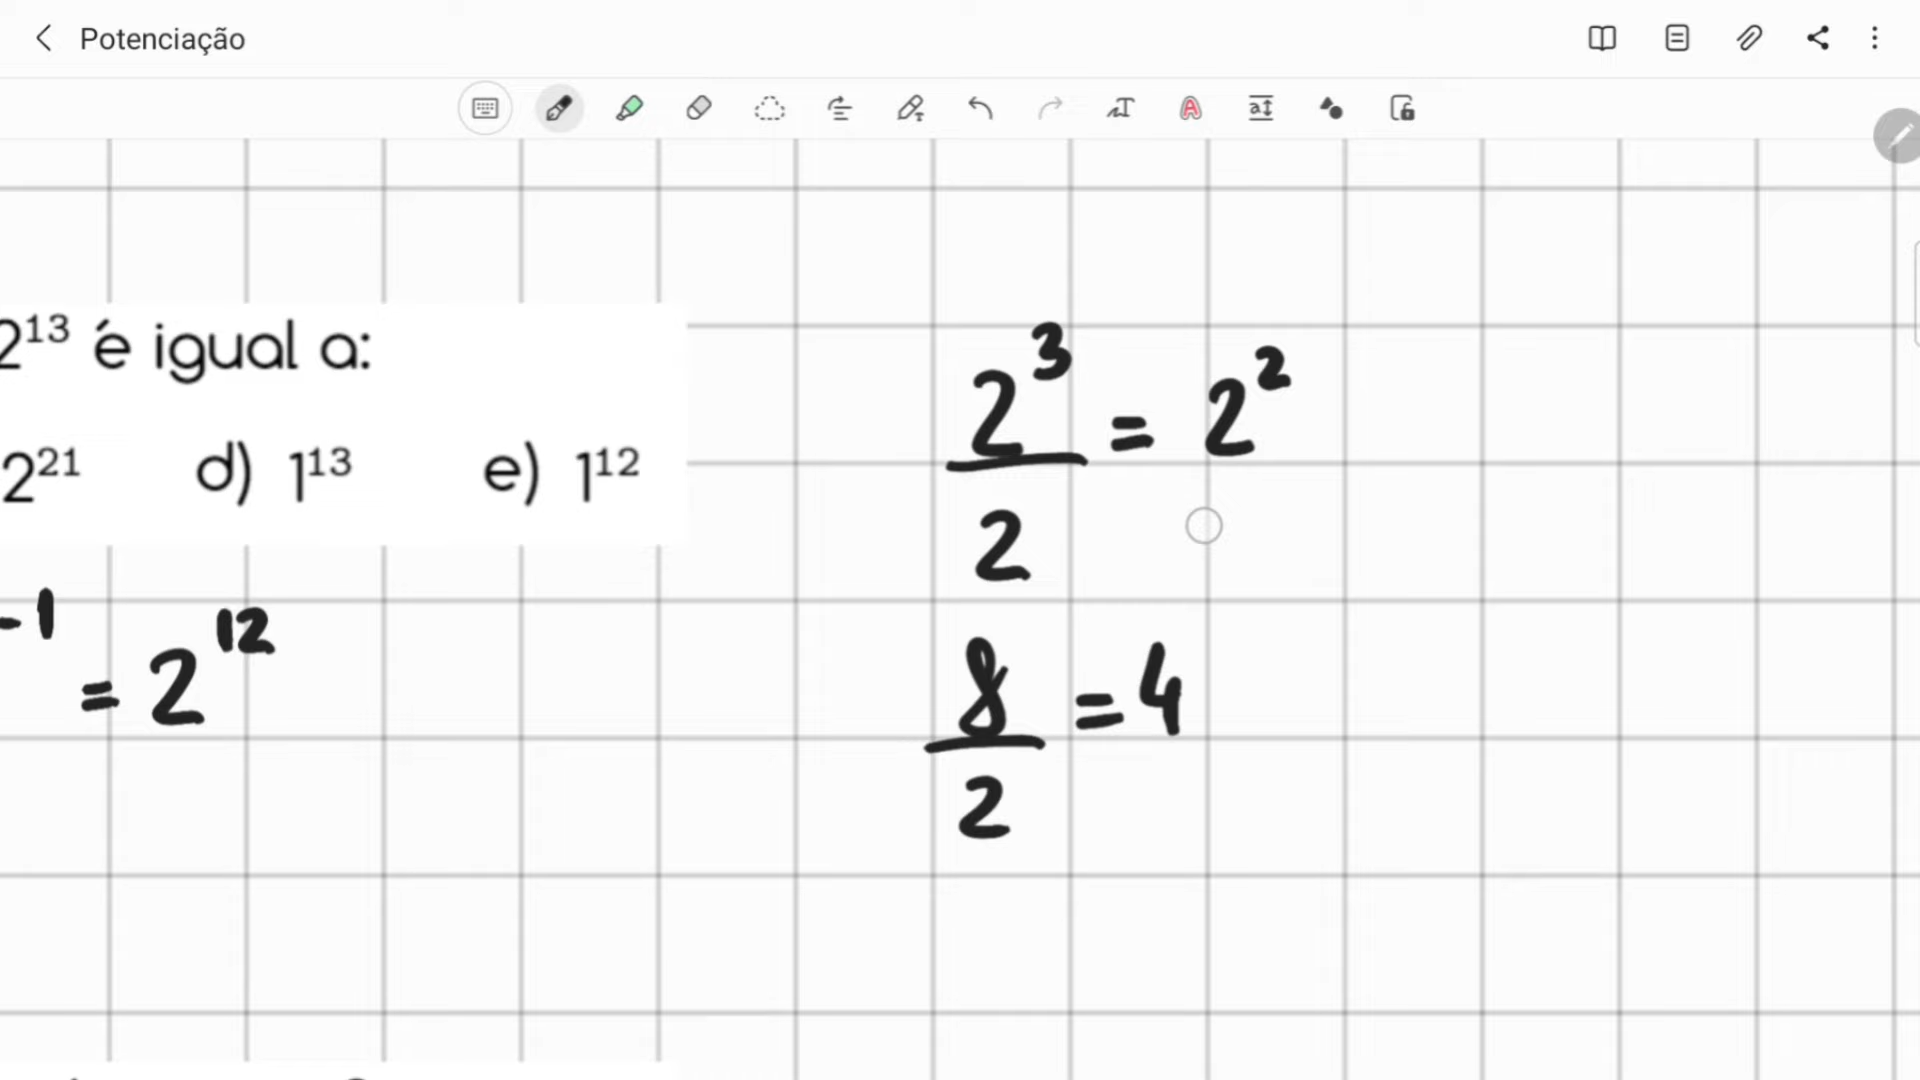 Potenciação
2¹³ é igual a:
2²¹ d) 1¹³ e) 1¹²
-1 = 2¹²
2³/2 = 2²
8/2 = 4